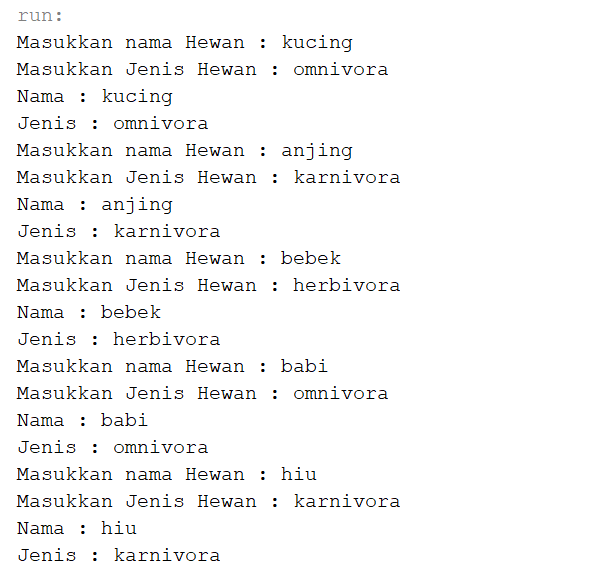 run:
Masukkan nama Hewan : kucing
Masukkan Jenis Hewan : omnivora
Nama : kucing
Jenis : omnivora
Masukkan nama Hewan : anjing
Masukkan Jenis Hewan : karnivora
Nama : anjing
Jenis : karnivora
Masukkan nama Hewan : bebek
Masukkan Jenis Hewan : herbivora
Nama : bebek
Jenis : herbivora
Masukkan nama Hewan : babi
Masukkan Jenis Hewan : omnivora
Nama : babi
Jenis : omnivora
Masukkan nama Hewan : hiu
Masukkan Jenis Hewan : karnivora
Nama : hiu
Jenis : karnivora